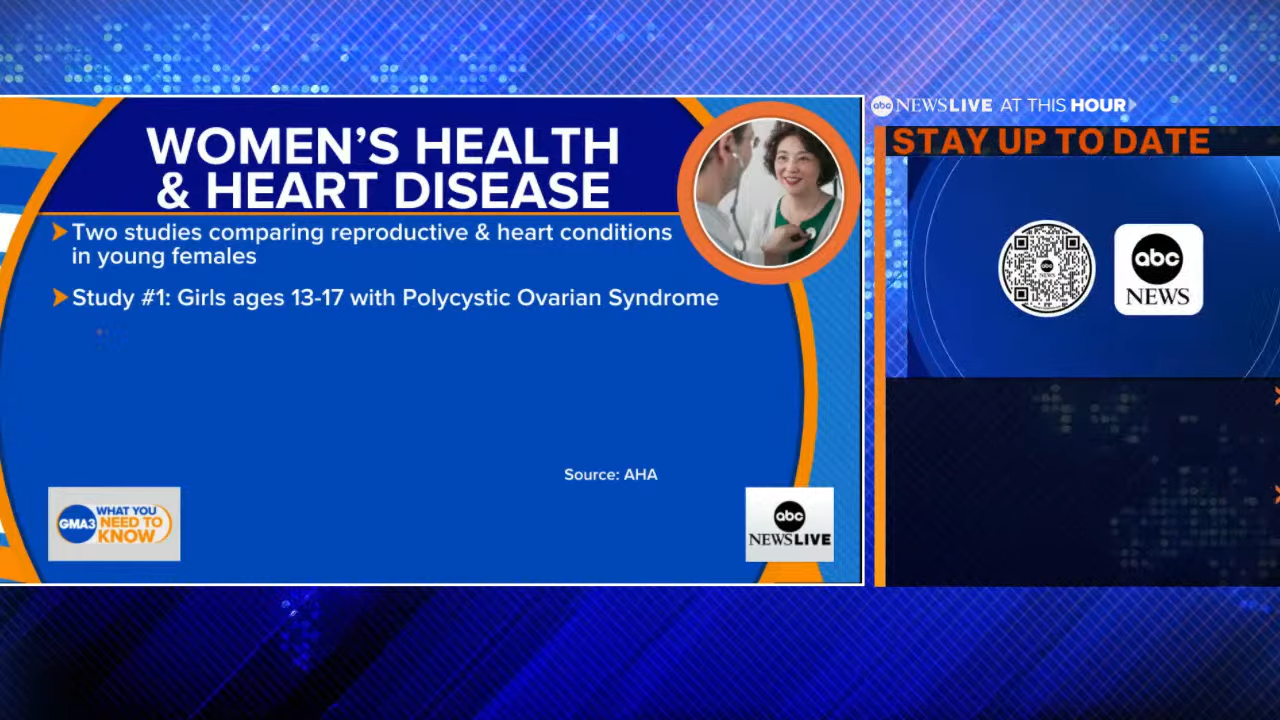 abc NEWSLIVE AT THIS HOUR
WOMEN'S HEALTH
& HEART DISEASE
Two studies comparing reproductive & heart conditions
in young females
Study #1: Girls ages 13-17 with Polycystic Ovarian Syndrome
Source: AHA
GMA3 WHAT YOU
NEED TO
KNOW
abc
NEWSLIVE
STAY UP TO DATE
abc
NEWS
abc
NEWS